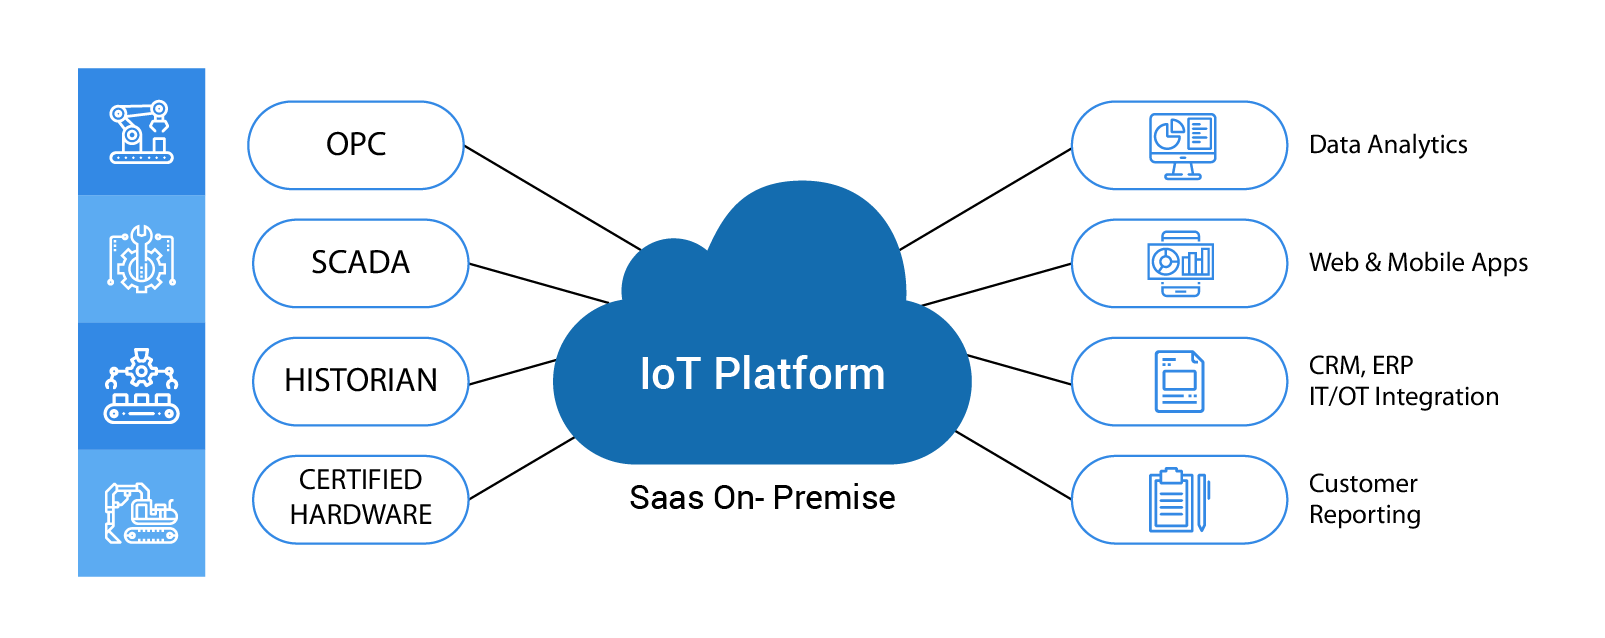 OPC
SCADA
HISTORIAN
CERTIFIED
HARDWARE
IoT Platform
Saas On- Premise
Data Analytics
Web & Mobile Apps
CRM, ERP
IT/OT Integration
Customer
Reporting